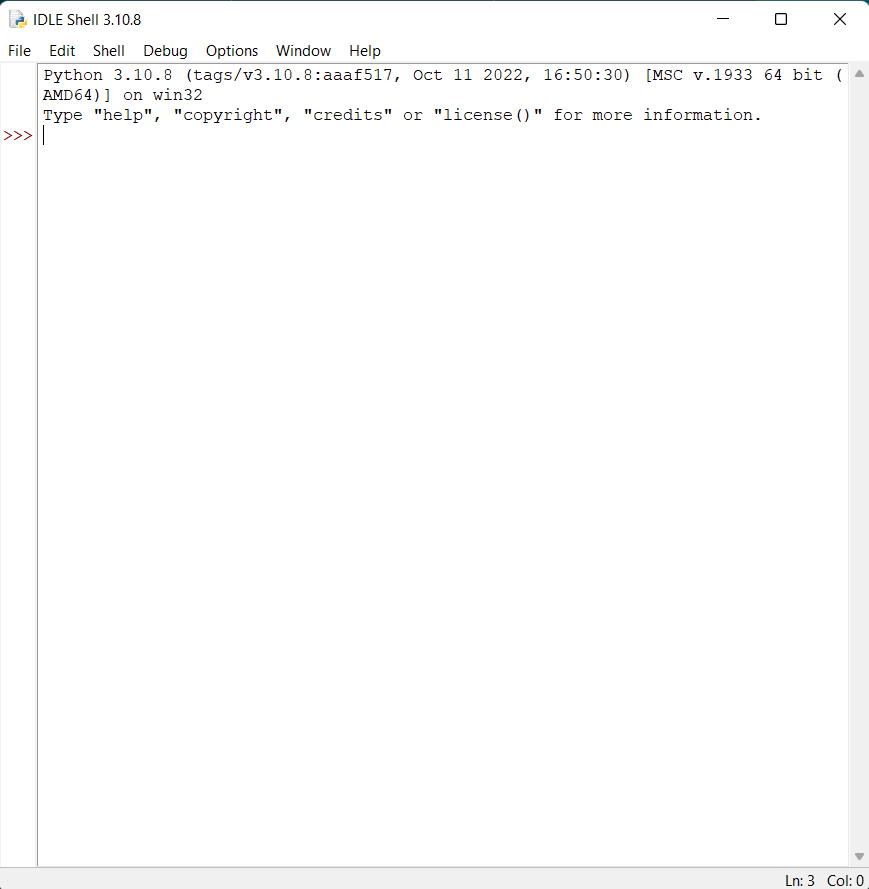 IDLE Shell 3.10.8
File Edit Shell Debug Options Window Help
Python 3.10.8 (tags/v3.10.8:aaaf517, Oct 11 2022, 16:50:30) [MSC v.1933 64 bit (
AMD64)] on win32
Type "help", "copyright", "credits" or "license()" for more information.
>>>
Ln: 3 Col: 0